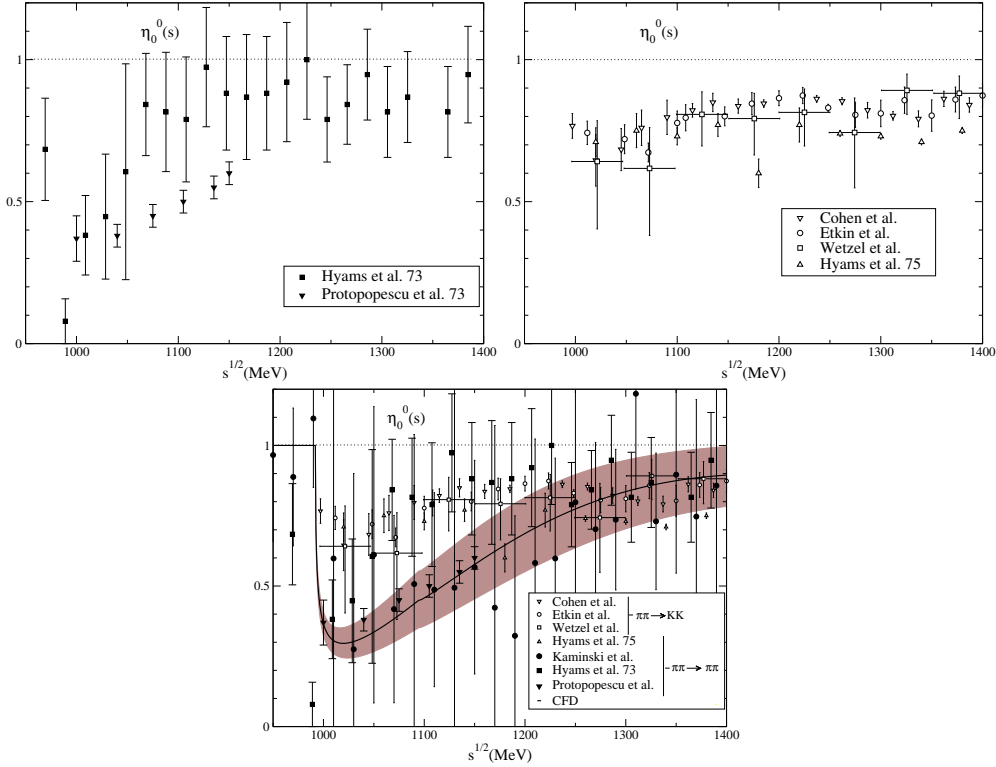 η₀⁰(s)
1
0.5
0
1000
1100
1200
1300
1400
s^1/2(MeV)
Hyams et al. 73
Protopopescu et al. 73
η₀⁰(s)
1
0.5
0
1000
1100
1200
1300
1400
s^1/2(MeV)
Cohen et al.
Etkin et al.
Wetzel et al.
Hyams et al. 75
η₀⁰(s)
1
0.5
0
1000
1100
1200
1300
1400
s^1/2(MeV)
Cohen et al.
Etkin et al.
Wetzel et al.
Hyams et al. 75
ππ→KK
Kaminski et al.
Hyams et al. 73
Protopopescu et al.
CFD
ππ→ππ